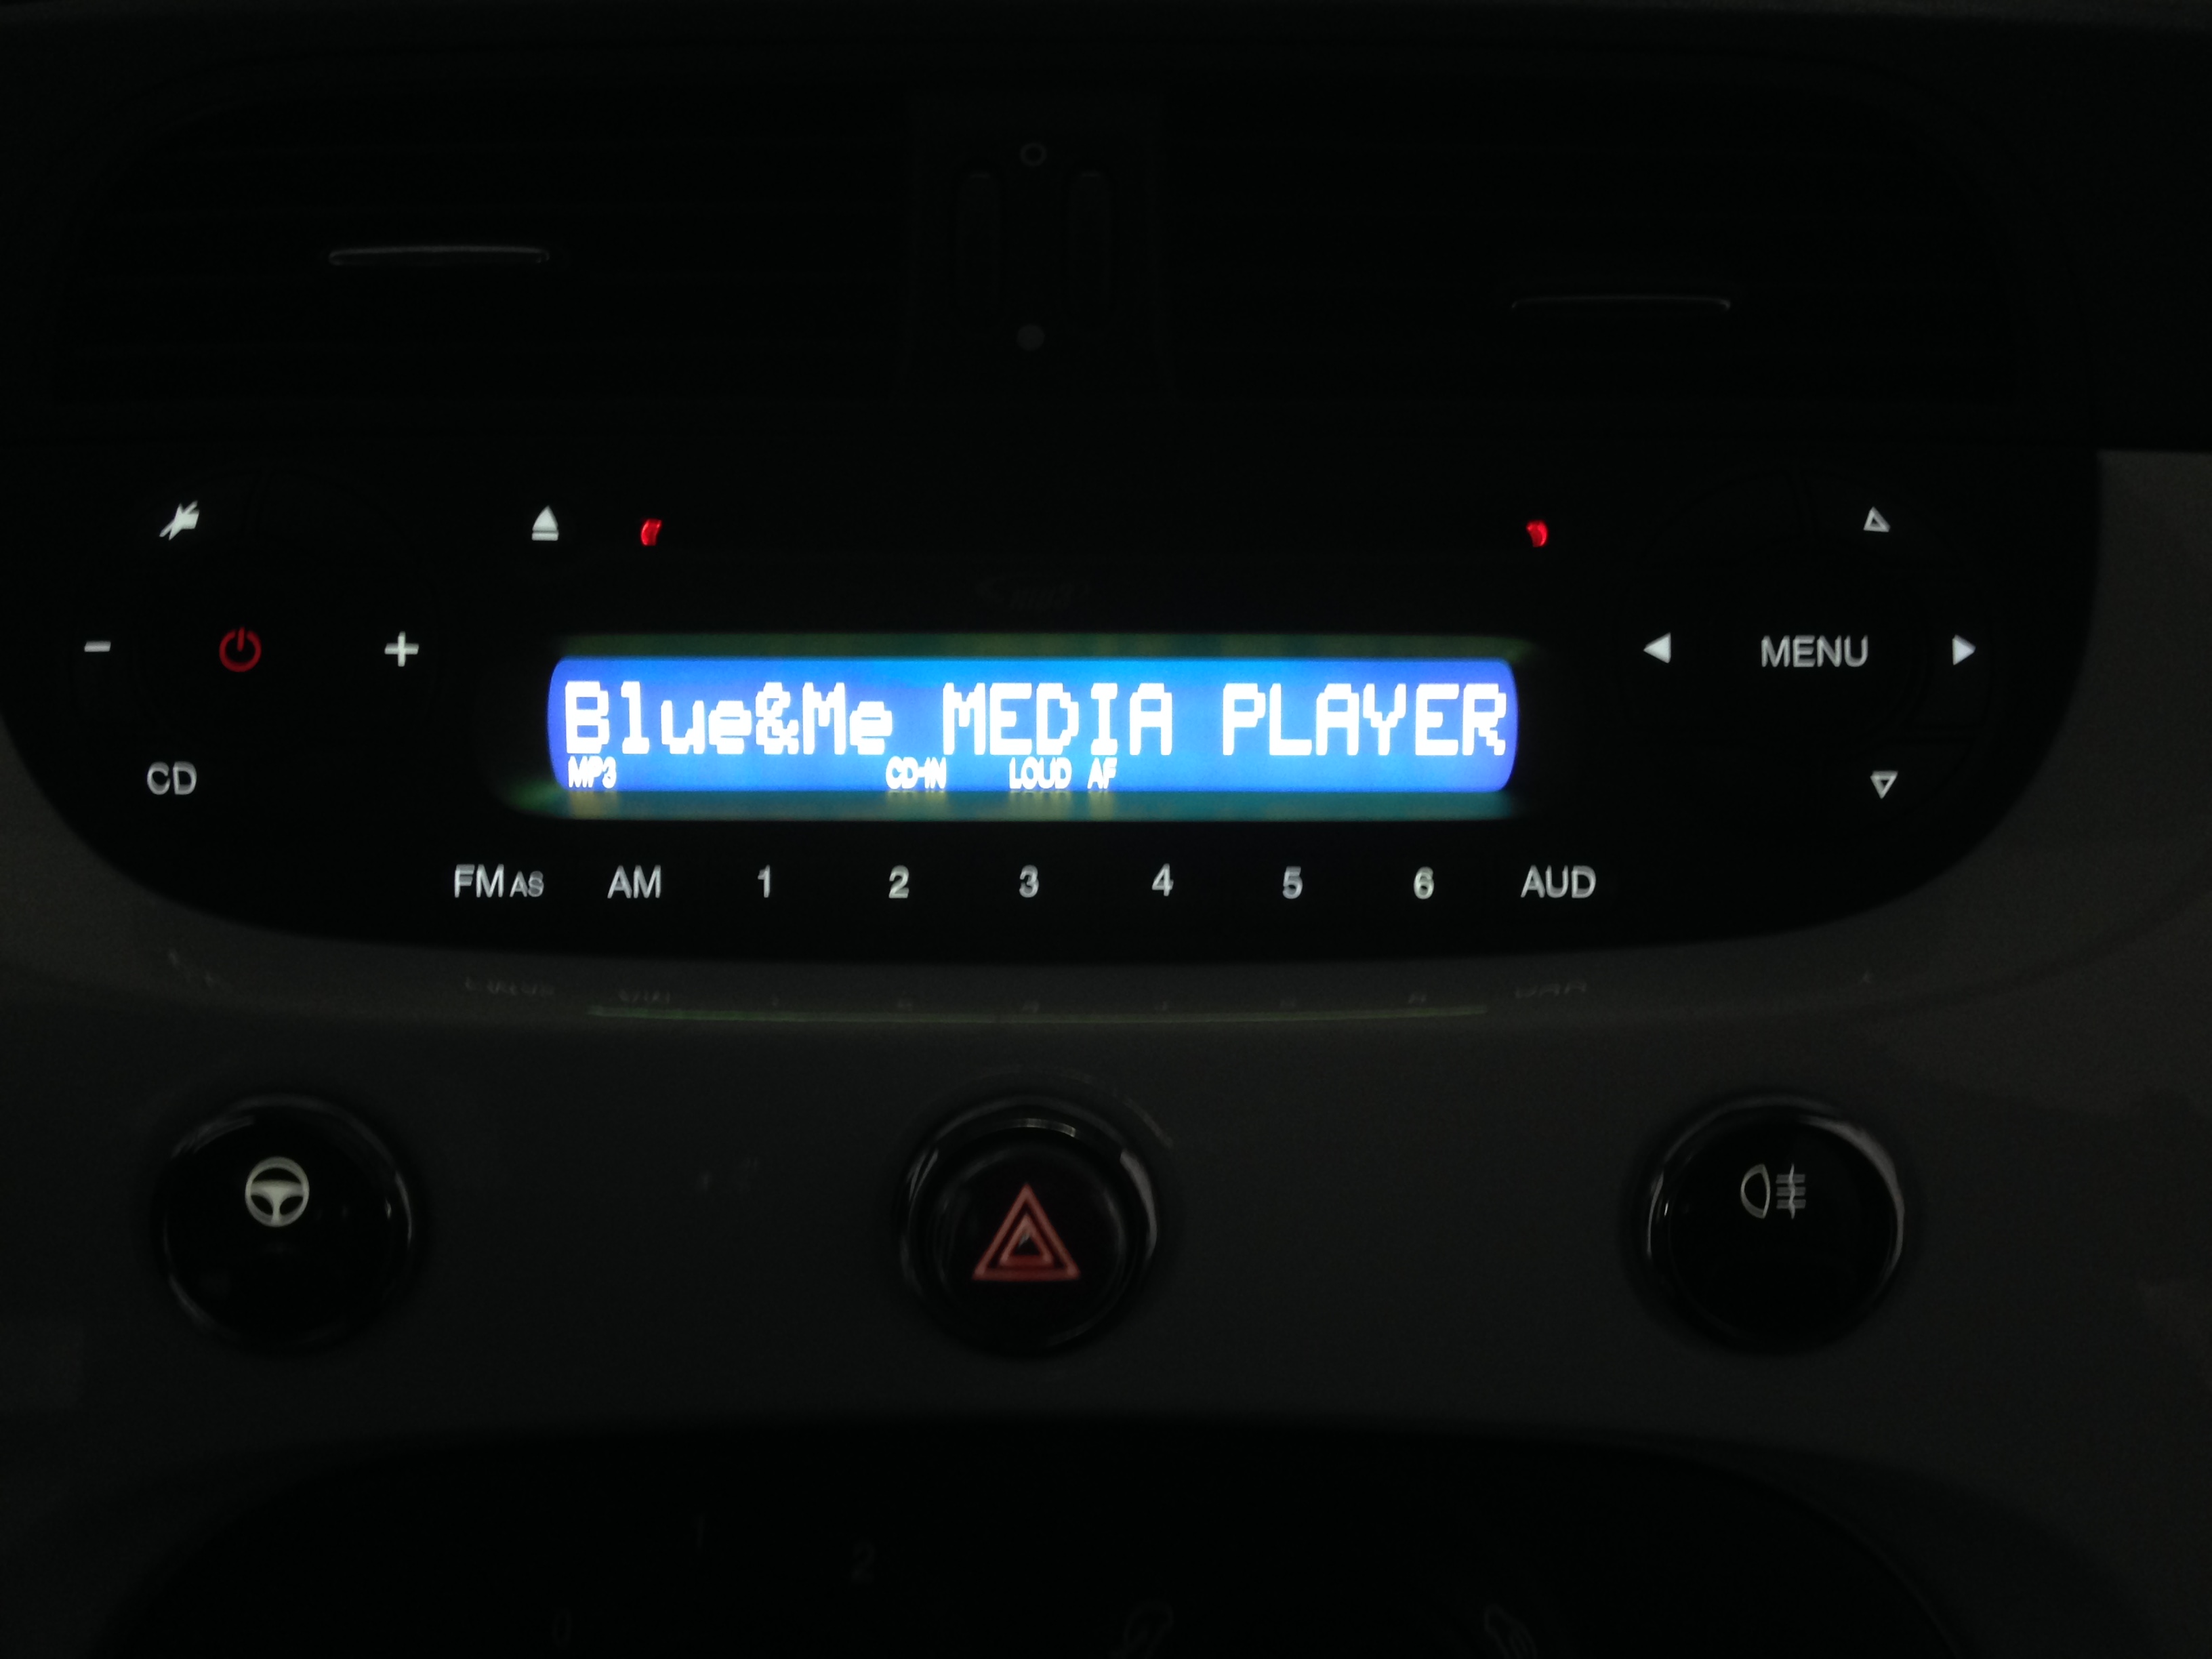 MENU
Blue&Me MEDIA PLAYER
MP3 CD-IN LOUD AF
CD
FM AS AM 1 2 3 4 5 6 AUD
2